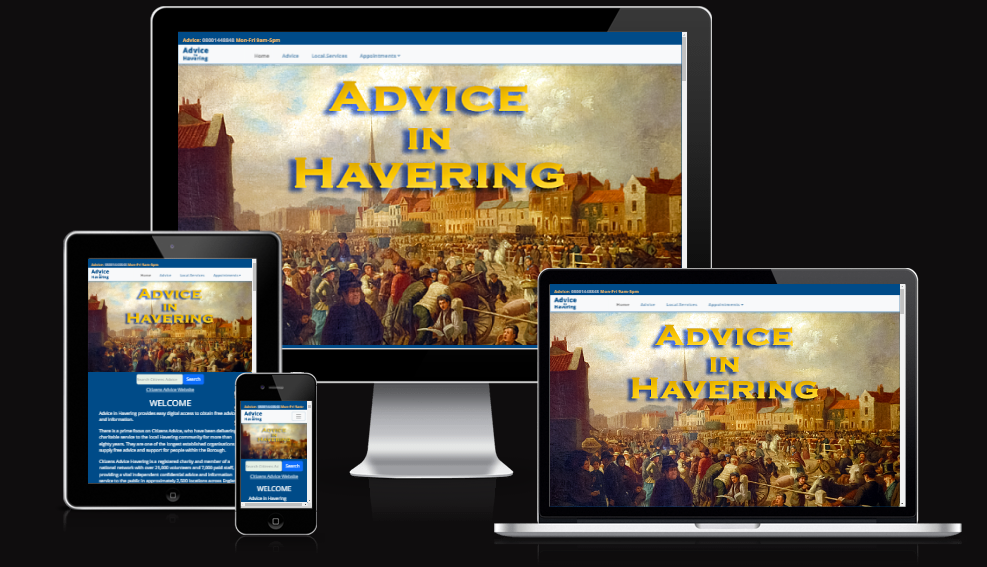 Advice: 08001448848 Mon-Fri 9am-5pm
Advice
in
Havering
Home Advice Local Services Appointments
ADVICE
IN
HAVERING
Advice: 08001448848 Mon-Fri 9am-5pm
Advice
in
Havering
Home Advice Local Services Appointments
ADVICE
IN
HAVERING
Search
Citizens Advice Website
WELCOME
Advice in Havering provides easy digital access to obtain free advice
and information.
There is a prime focus on Citizens Advice, who have been delivering
charitable service to the local Havering community for more than
eighty years. They are one of the longest established organisations
supply free advice and support for people within the Borough.
Citizens Advice Havering is a registered charity and member of a
national network with over 21,000 volunteers and 7,000 paid staff,
providing a vital independent confidential advice and information
service to the public in approximately 2,500 locations across England
Advice: 08001448848 Mon-Fri 9am
Advice
in
Havering
ADVICE
IN
HAVERING
Search
Citizens Advice Website
WELCOME
Advice in Havering
Advice: 08001448848 Mon-Fri 9am-5pm
Advice
in
Havering
Home Advice Local Services Appointments
ADVICE
IN
HAVERING